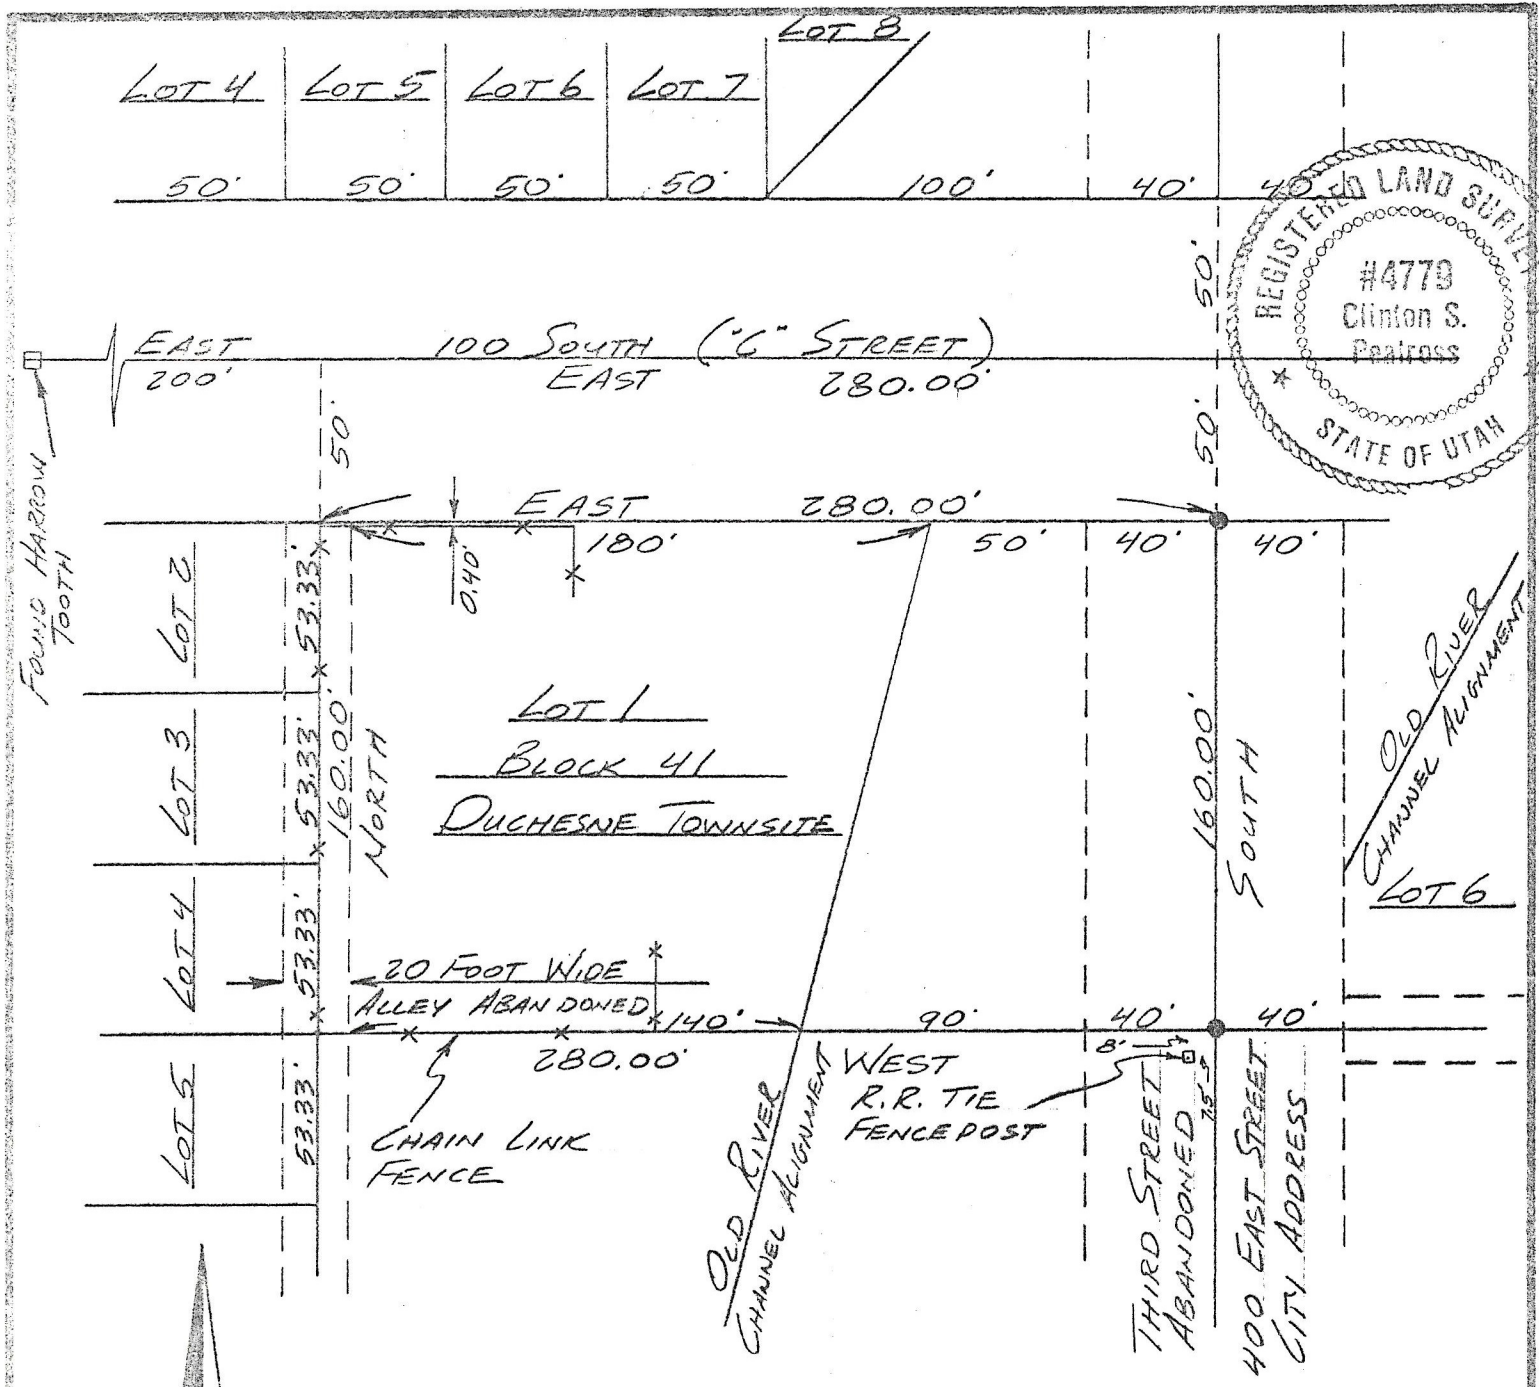 LOT 8
LOT 4 LOT 5 LOT 6 LOT 7
50' 50' 50' 50' 100' 40' 40'
REGISTERED LAND SURVEY
#4779
Clinton S.
Peatross
STATE OF UTAH
50'
EAST
200'
100 SOUTH ("C" STREET)
EAST 280.00'
FOUND HARROW
TOOTH
50'
50'
EAST 280.00'
180' 50' 40' 40'
0.40'
LOT 2
53.33'
LOT 3
53.33'
160.00'
NORTH
LOT 1
BLOCK 41
DUCHESNE TOWNSITE
160.00'
SOUTH
OLD RIVER
CHANNEL ALIGNMENT
LOT 6
LOT 4
53.33'
20 FOOT WIDE
ALLEY ABANDONED
140' 90' 40' 40'
280.00'
WEST
8'
R.R. TIE
FENCEPOST
7.5'
LOT 5
53.33'
CHAIN LINK
FENCE
OLD RIVER
CHANNEL ALIGNMENT
THIRD STREET
ABANDONED
400 EAST STREET
CITY ADDRESS